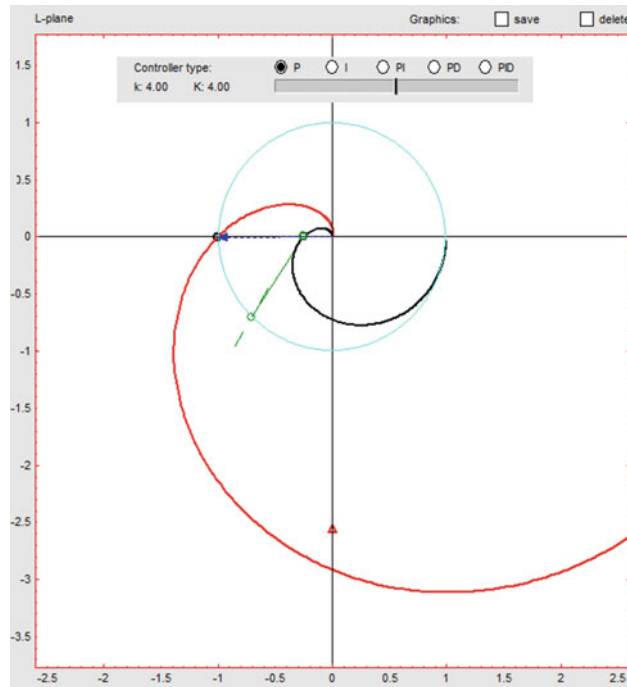 L-plane Graphics: save delete
Controller type: P I PI PD PID
k: 4.00 K: 4.00
1.5
1
0.5
0
-0.5
-1
-1.5
-2
-2.5
-3
-3.5
-2.5 -2 -1.5 -1 -0.5 0 0.5 1 1.5 2 2.5